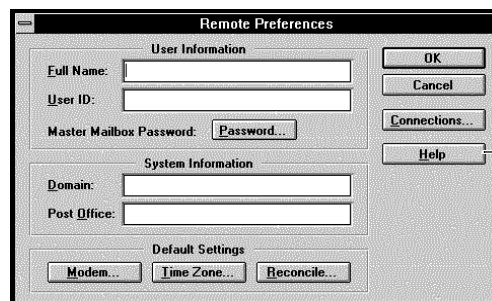 Remote Preferences
User Information
Full Name:
User ID:
Master Mailbox Password: Password...
System Information
Domain:
Post Office:
Default Settings
Modem... Time Zone... Reconcile...
OK
Cancel
Connections...
Help